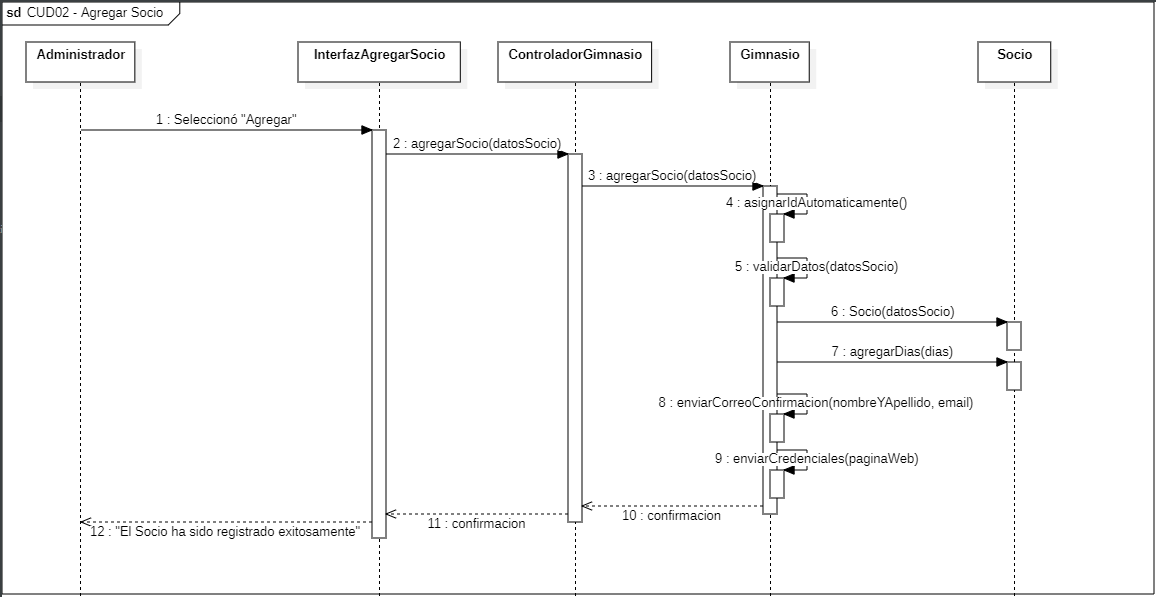 sd CUD02 - Agregar Socio
Administrador
InterfazAgregarSocio
ControladorGimnasio
Gimnasio
Socio
1 : Seleccionó "Agregar"
2 : agregarSocio(datosSocio)
3 : agregarSocio(datosSocio)
4 : asignarIdAutomaticamente()
5 : validarDatos(datosSocio)
6 : Socio(datosSocio)
7 : agregarDias(dias)
8 : enviarCorreoConfirmacion(nombreYApellido, email)
9 : enviarCredenciales(paginaWeb)
10 : confirmacion
11 : confirmacion
12 : "El Socio ha sido registrado exitosamente"